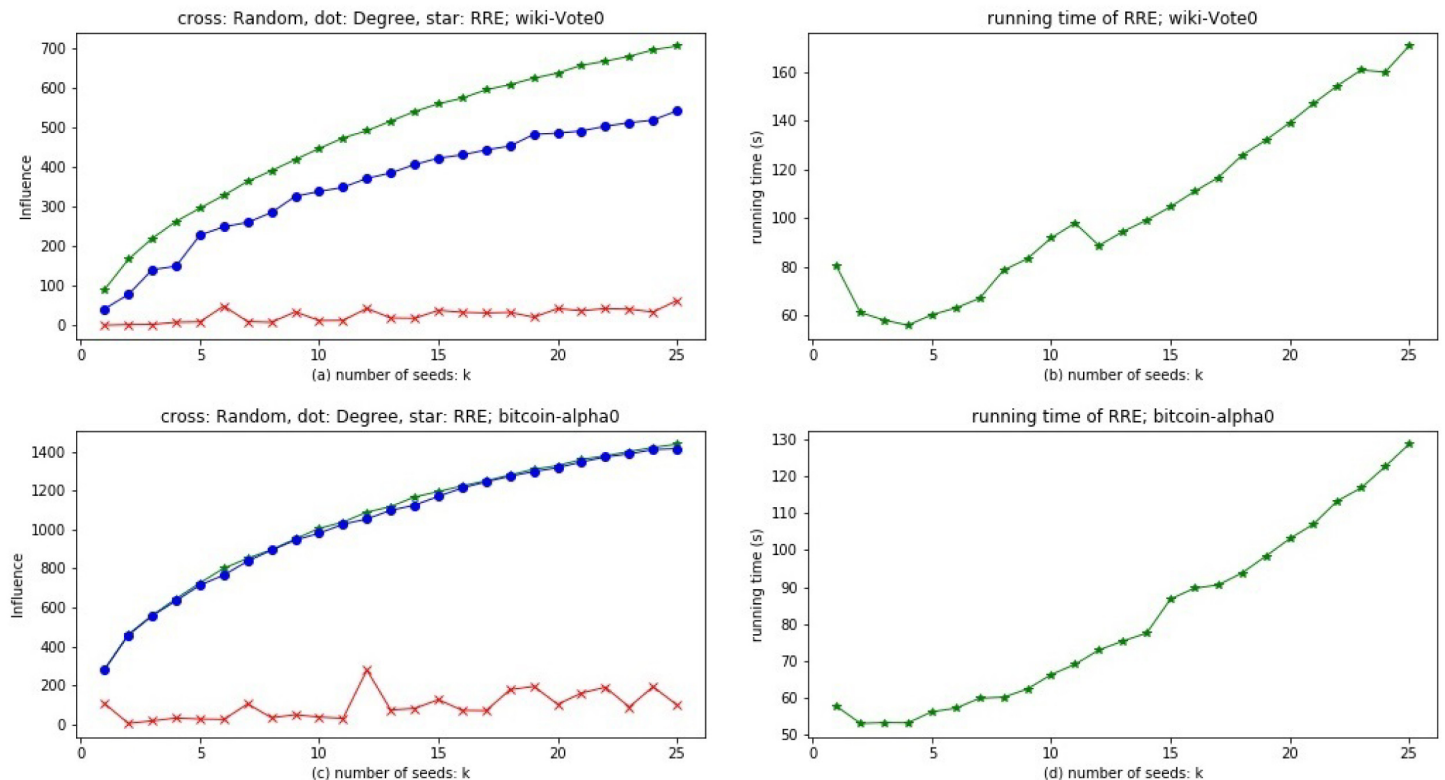 cross: Random, dot: Degree, star: RRE; wiki-Vote0
700
600
500
400
300
200
100
0
Influence
0 5 10 15 20 25
(a) number of seeds: k
running time of RRE; wiki-Vote0
160
140
120
100
80
60
running time (s)
0 5 10 15 20 25
(b) number of seeds: k
cross: Random, dot: Degree, star: RRE; bitcoin-alpha0
1400
1200
1000
800
600
400
200
0
Influence
0 5 10 15 20 25
(c) number of seeds: k
running time of RRE; bitcoin-alpha0
130
120
110
100
90
80
70
60
50
running time (s)
0 5 10 15 20 25
(d) number of seeds: k